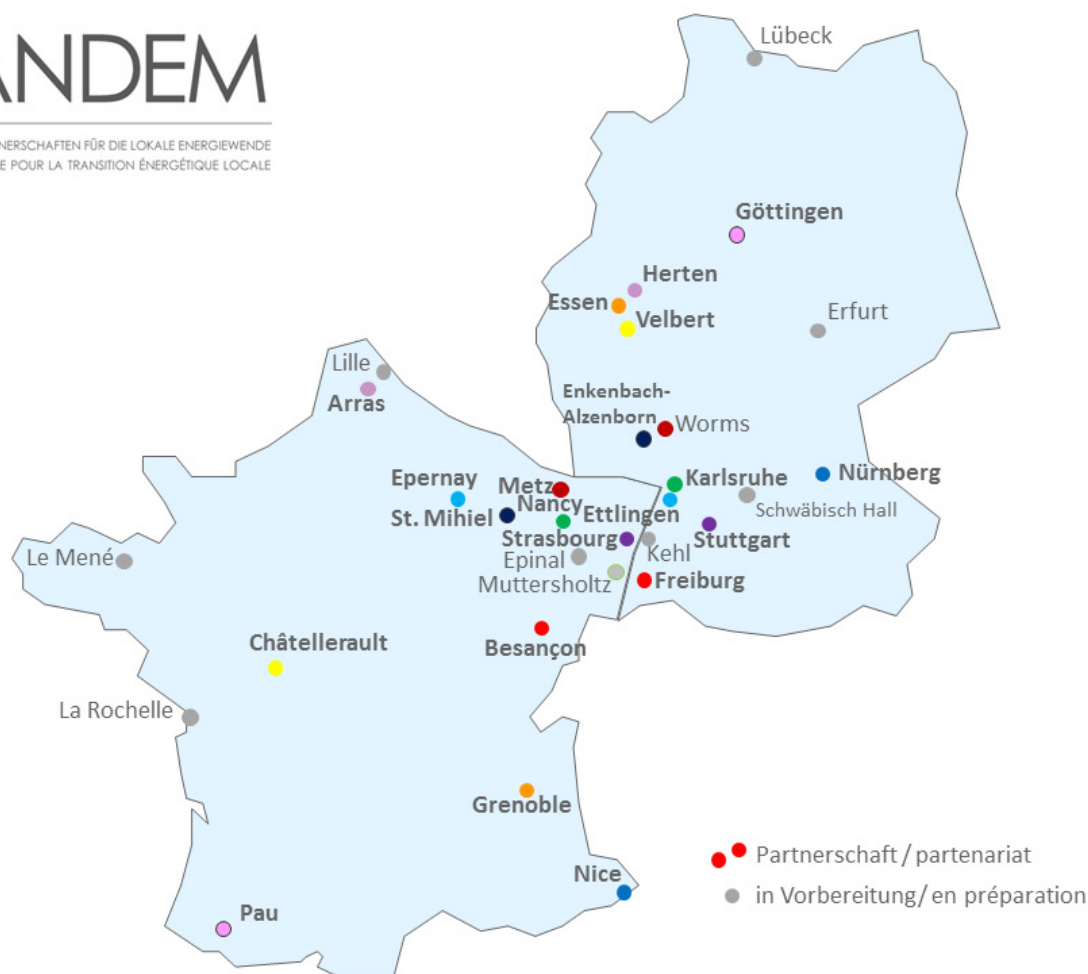 ANDEM
NERSCHAFTEN FÜR DIE LOKALE ENERGIEWENDE
E POUR LA TRANSITION ÉNERGÉTIQUE LOCALE
Lübeck
Göttingen
Herten
Essen
Velbert
Erfurt
Lille
Arras
Enkenbach-
Alzenborn
Worms
Epernay
Metz
Karlsruhe
Nürnberg
St. Mihiel
Nancy
Ettlingen
Schwäbisch Hall
Strasbourg
Kehl
Stuttgart
Le Mené
Epinal
Muttersholtz
Freiburg
Besançon
Châtellerault
La Rochelle
Grenoble
Nice
Pau
Partnerschaft / partenariat
in Vorbereitung/ en préparation